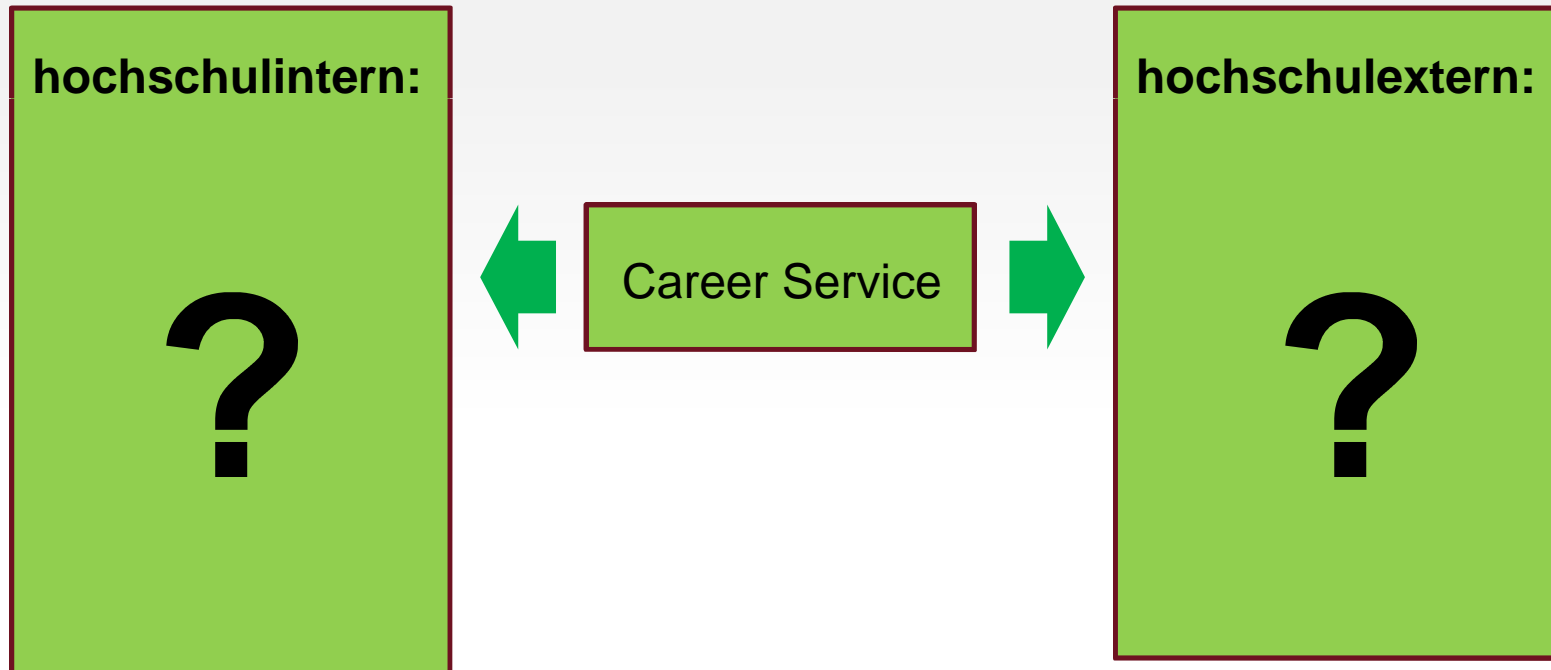 hochschulintern:
?
Career Service
hochschulextern:
?